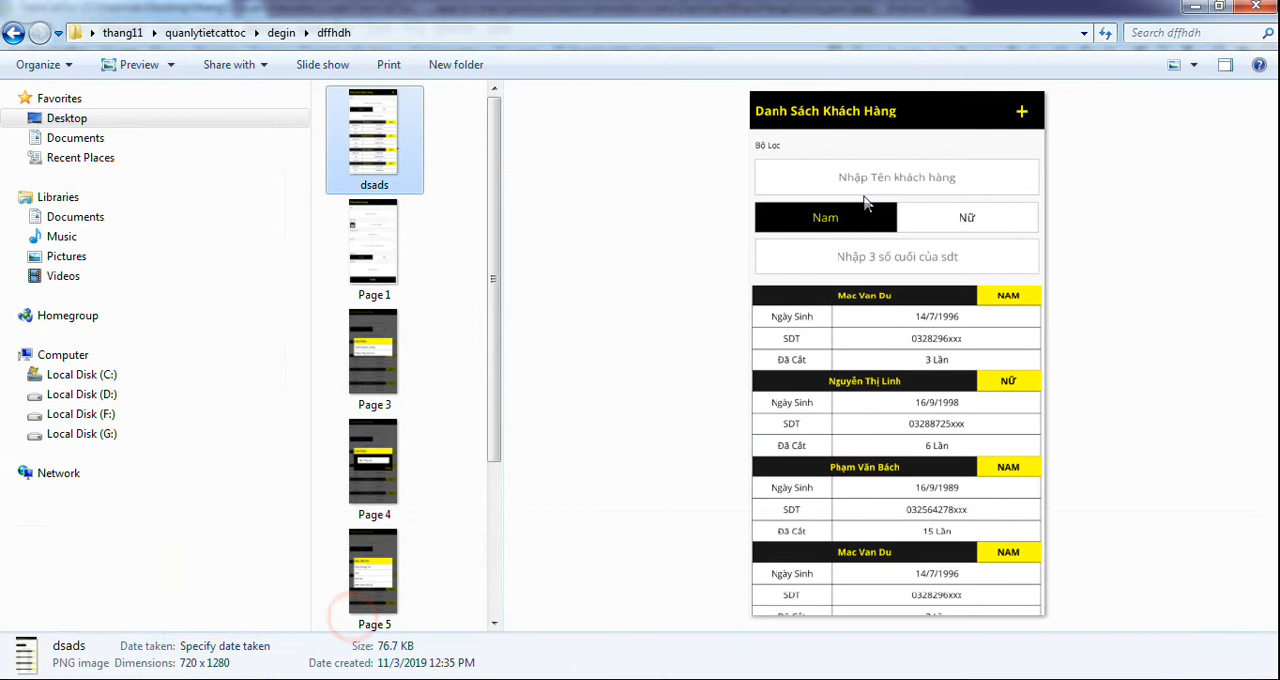 thang11 quanlytietcattoc degin dffhdh
Search dffhdh
Organize Preview Share with Slide show Print New folder
Favorites
Desktop
Documents
Recent Places
Libraries
Documents
Music
Pictures
Videos
Homegroup
Computer
Local Disk (C:)
Local Disk (D:)
Local Disk (F:)
Local Disk (G:)
Network
dsads
Page 1
Page 3
Page 4
Page 5
Danh Sách Khách Hàng +
Bộ Lọc
Nhập Tên khách hàng
Nam Nữ
Nhập 3 số cuối của sdt
Mac Van Du NAM
Ngày Sinh 14/7/1996
SDT 0328296xxx
Đã Cắt 3 Lần
Nguyễn Thị Linh NỮ
Ngày Sinh 16/9/1998
SDT 03288725xxx
Đã Cắt 6 Lần
Phạm Văn Bách NAM
Ngày Sinh 16/9/1989
SDT 032564278xxx
Đã Cắt 15 Lần
Mac Van Du NAM
Ngày Sinh 14/7/1996
SDT 0328296xxx
dsads Date taken: Specify date taken Size: 76.7 KB
PNG image Dimensions: 720 x 1280 Date created: 11/3/2019 12:35 PM